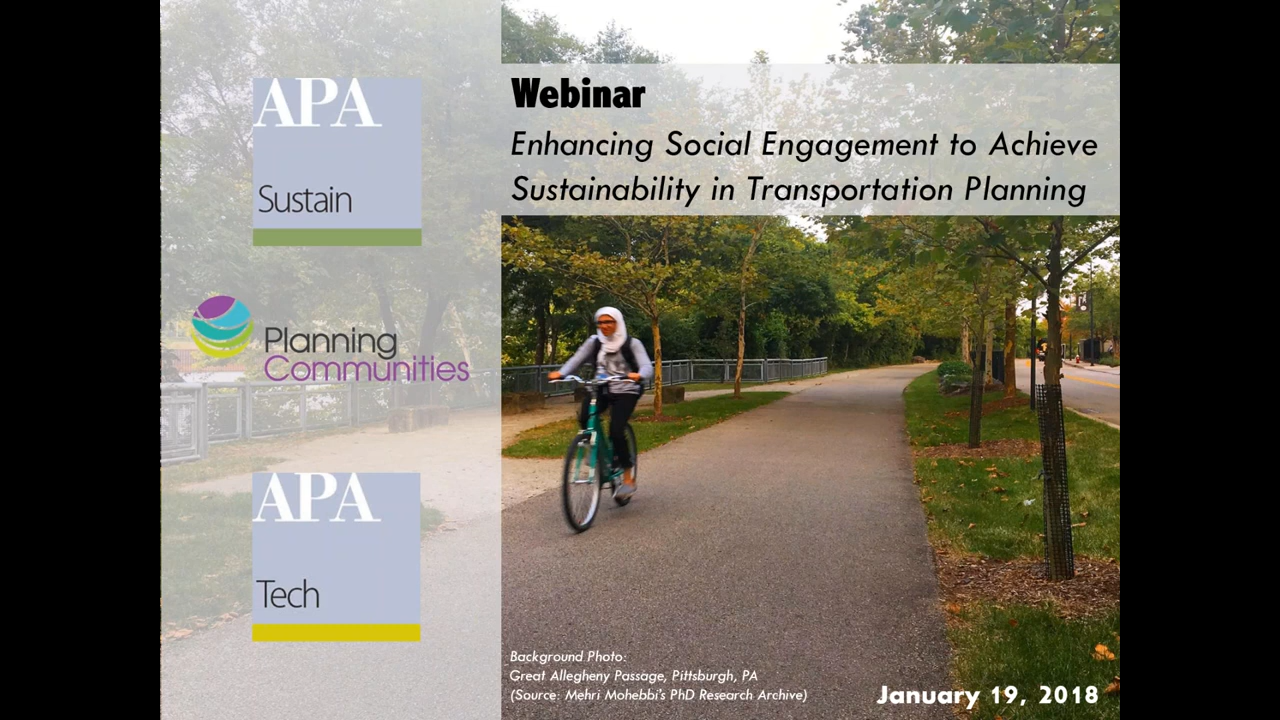 APA
Sustain
Planning
Communities
APA
Tech
Webinar
Enhancing Social Engagement to Achieve
Sustainability in Transportation Planning
Background Photo:
Great Allegheny Passage, Pittsburgh, PA
(Source: Mehri Mohebbi's PhD Research Archive)
January 19, 2018